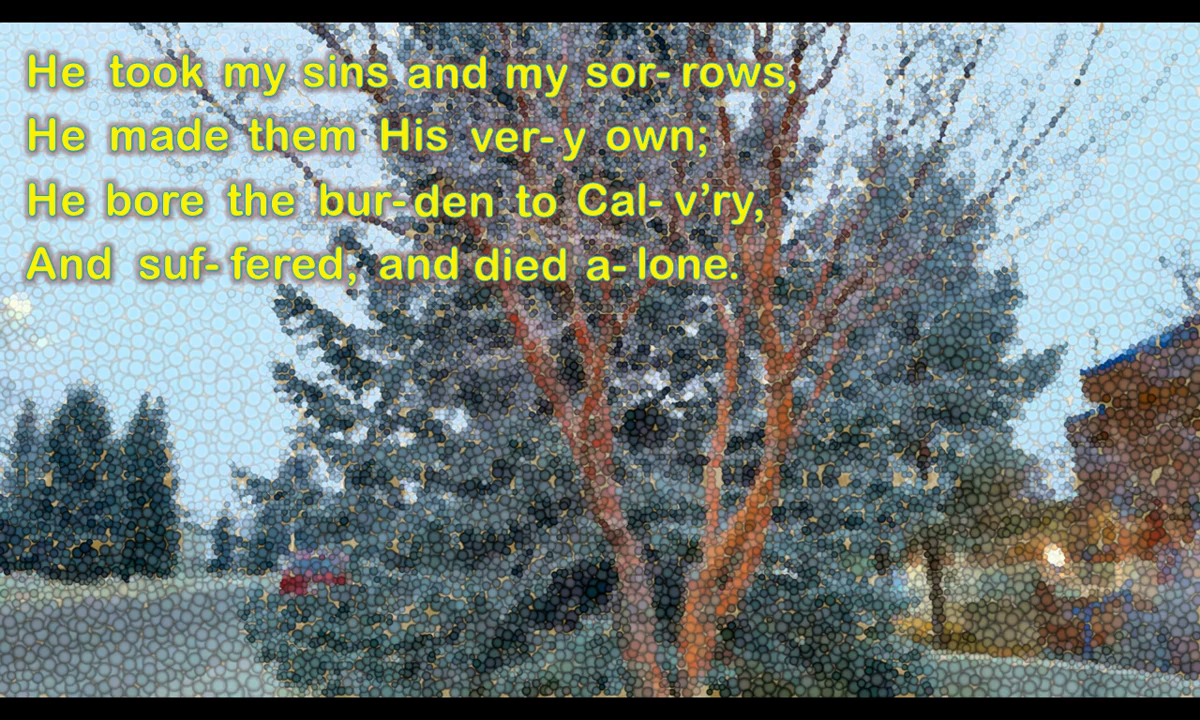 He took my sins and my sor- rows,
He made them His ver- y own;
He bore the bur- den to Cal- v’ry,
And suf- fered, and died a- lone.